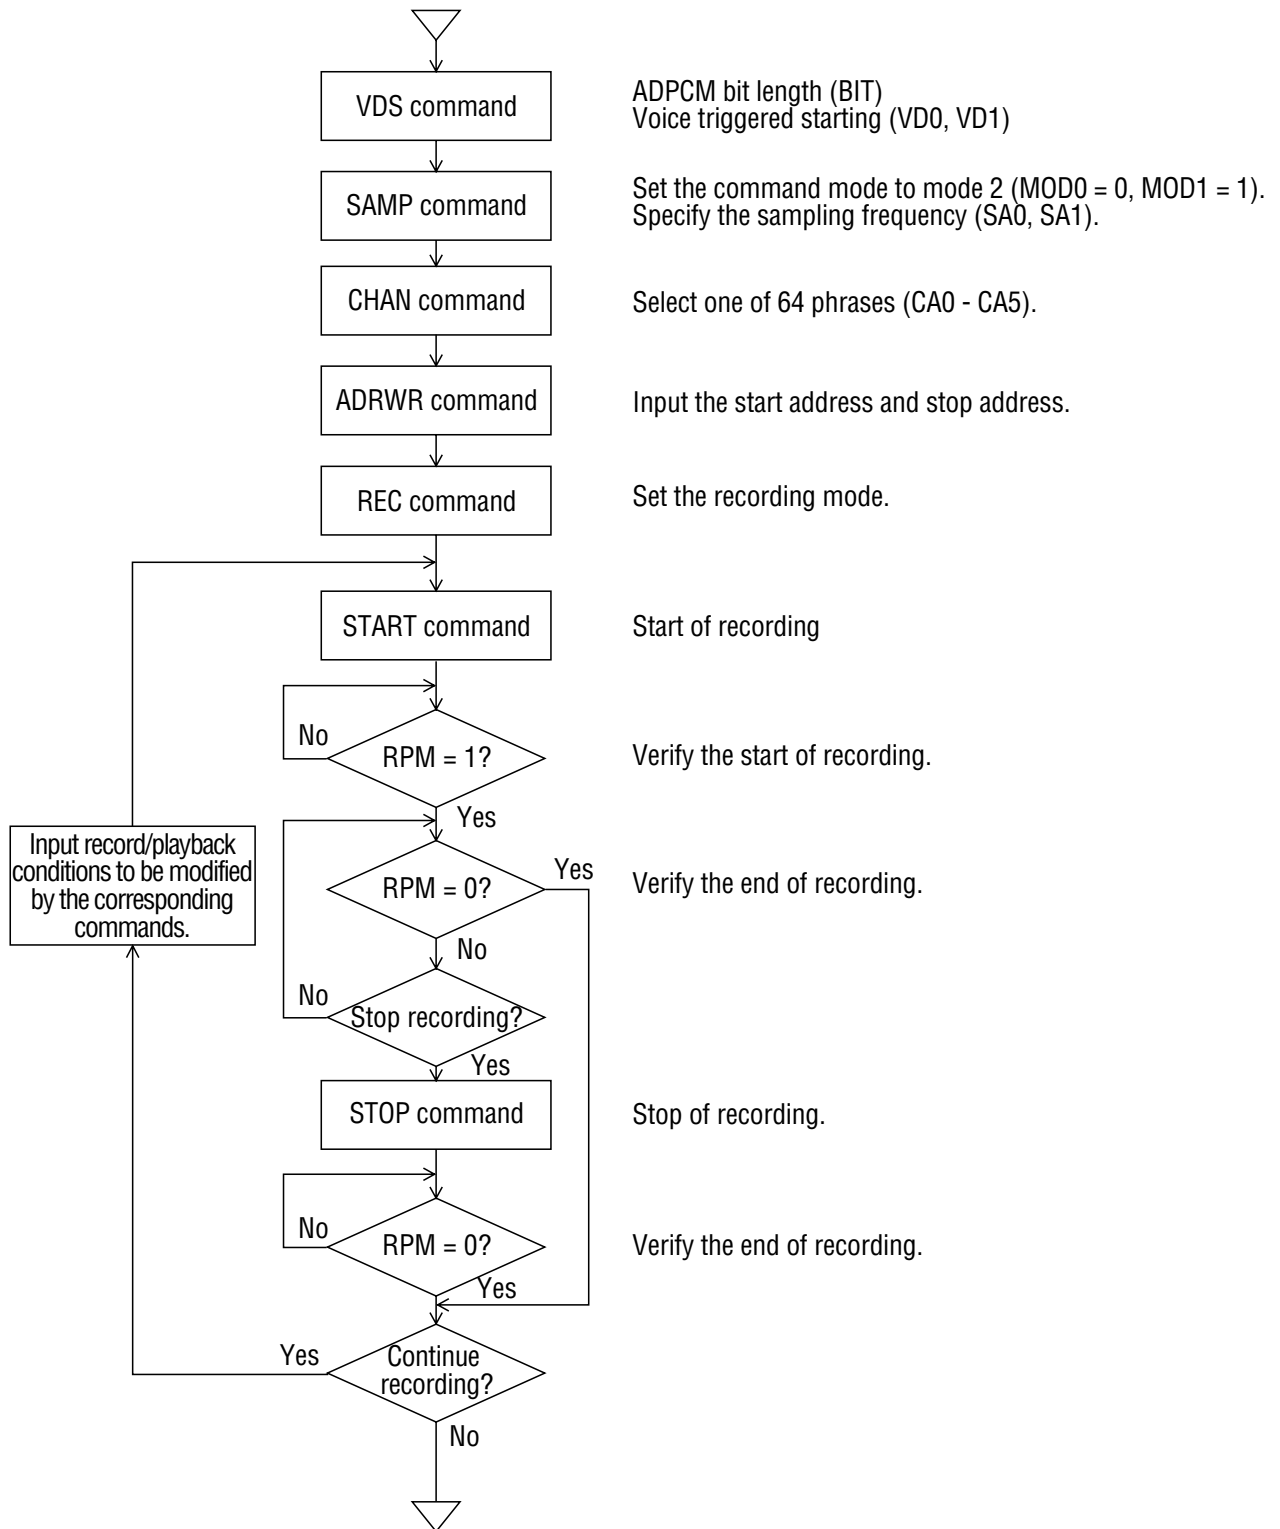 VDS command
ADPCM bit length (BIT)
Voice triggered starting (VD0, VD1)
SAMP command
Set the command mode to mode 2 (MOD0 = 0, MOD1 = 1).
Specify the sampling frequency (SA0, SA1).
CHAN command
Select one of 64 phrases (CA0 - CA5).
ADRWR command
Input the start address and stop address.
REC command
Set the recording mode.
START command
Start of recording
No
RPM = 1?
Verify the start of recording.
Yes
Input record/playback
conditions to be modified
by the corresponding
commands.
RPM = 0?
Yes
Verify the end of recording.
No
No
Stop recording?
Yes
STOP command
Stop of recording.
No
RPM = 0?
Verify the end of recording.
Yes
Yes
Continue
recording?
No